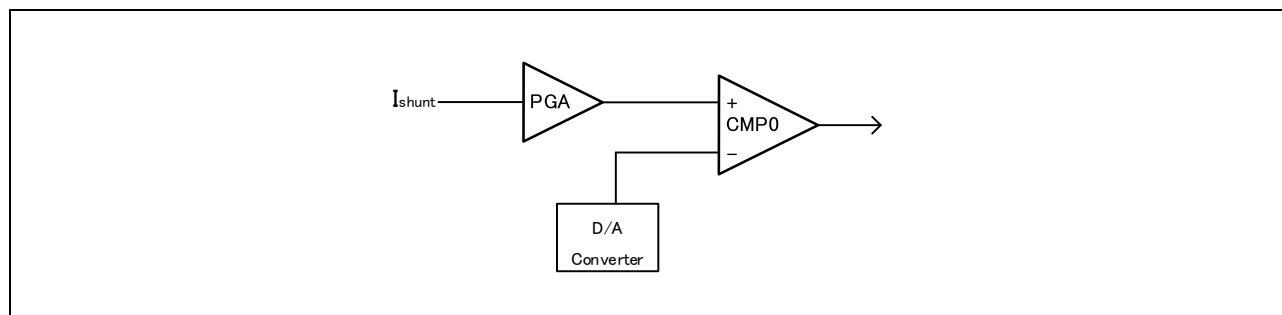 Ishunt
PGA
+
CMP0
−
D/A
Converter